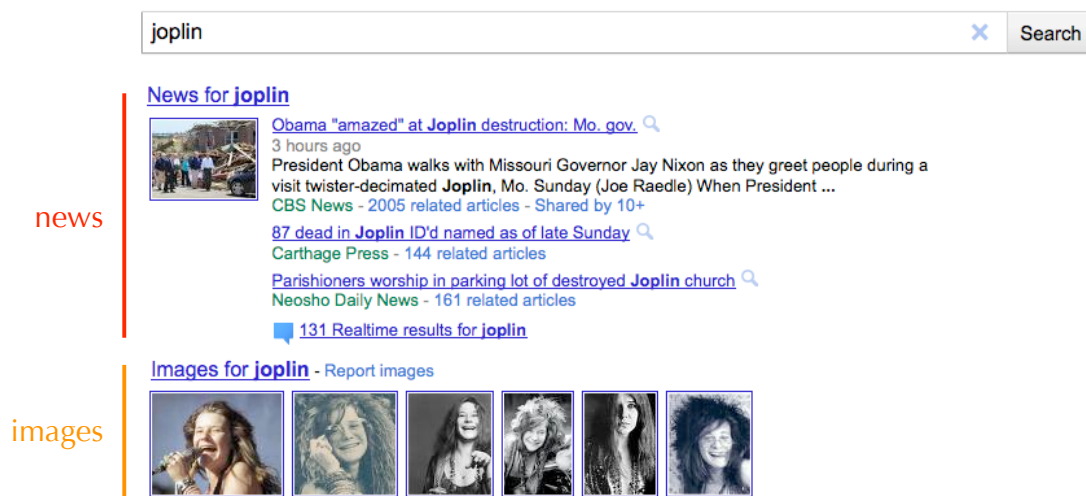 joplin
Search
News for joplin
Obama "amazed" at Joplin destruction: Mo. gov.
3 hours ago
President Obama walks with Missouri Governor Jay Nixon as they greet people during a
visit twister-decimated Joplin, Mo. Sunday (Joe Raedle) When President ...
CBS News - 2005 related articles - Shared by 10+
news
87 dead in Joplin ID'd named as of late Sunday
Carthage Press - 144 related articles
Parishioners worship in parking lot of destroyed Joplin church
Neosho Daily News - 161 related articles
131 Realtime results for joplin
Images for joplin - Report images
images